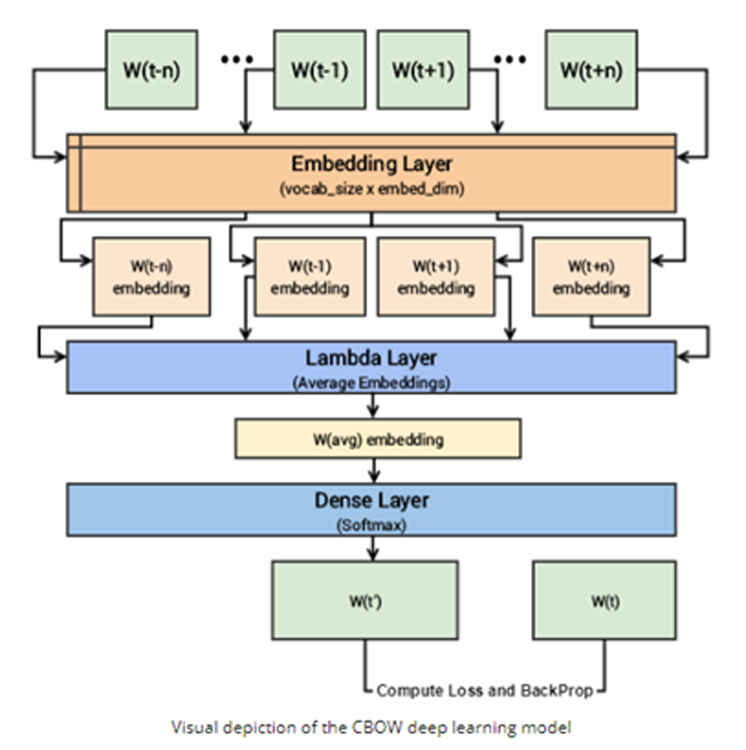 W(t-n) ••• W(t-1) W(t+1) ••• W(t+n)
Embedding Layer
(vocab_size x embed_dim)
W(t-n) embedding
W(t-1) embedding
W(t+1) embedding
W(t+n) embedding
Lambda Layer
(Average Embeddings)
W(avg) embedding
Dense Layer
(Softmax)
W(t') W(t)
Compute Loss and BackProp
Visual depiction of the CBOW deep learning model